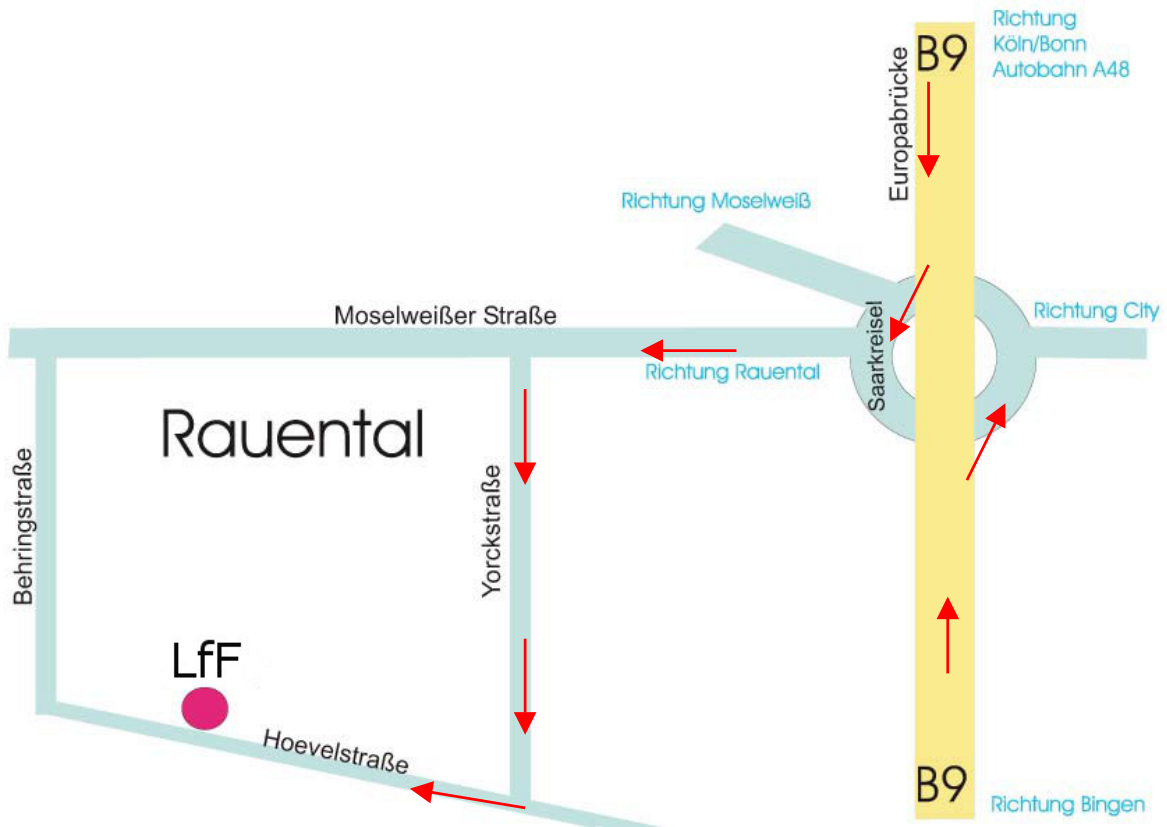 B9
Richtung
Köln/Bonn
Autobahn A48
Europabrücke
Richtung Moselweiß
Moselweißer Straße
Saarkreisel
Richtung City
Richtung Rauental
Rauental
Behringstraße
Yorckstraße
LfF
Hoevelstraße
B9
Richtung Bingen